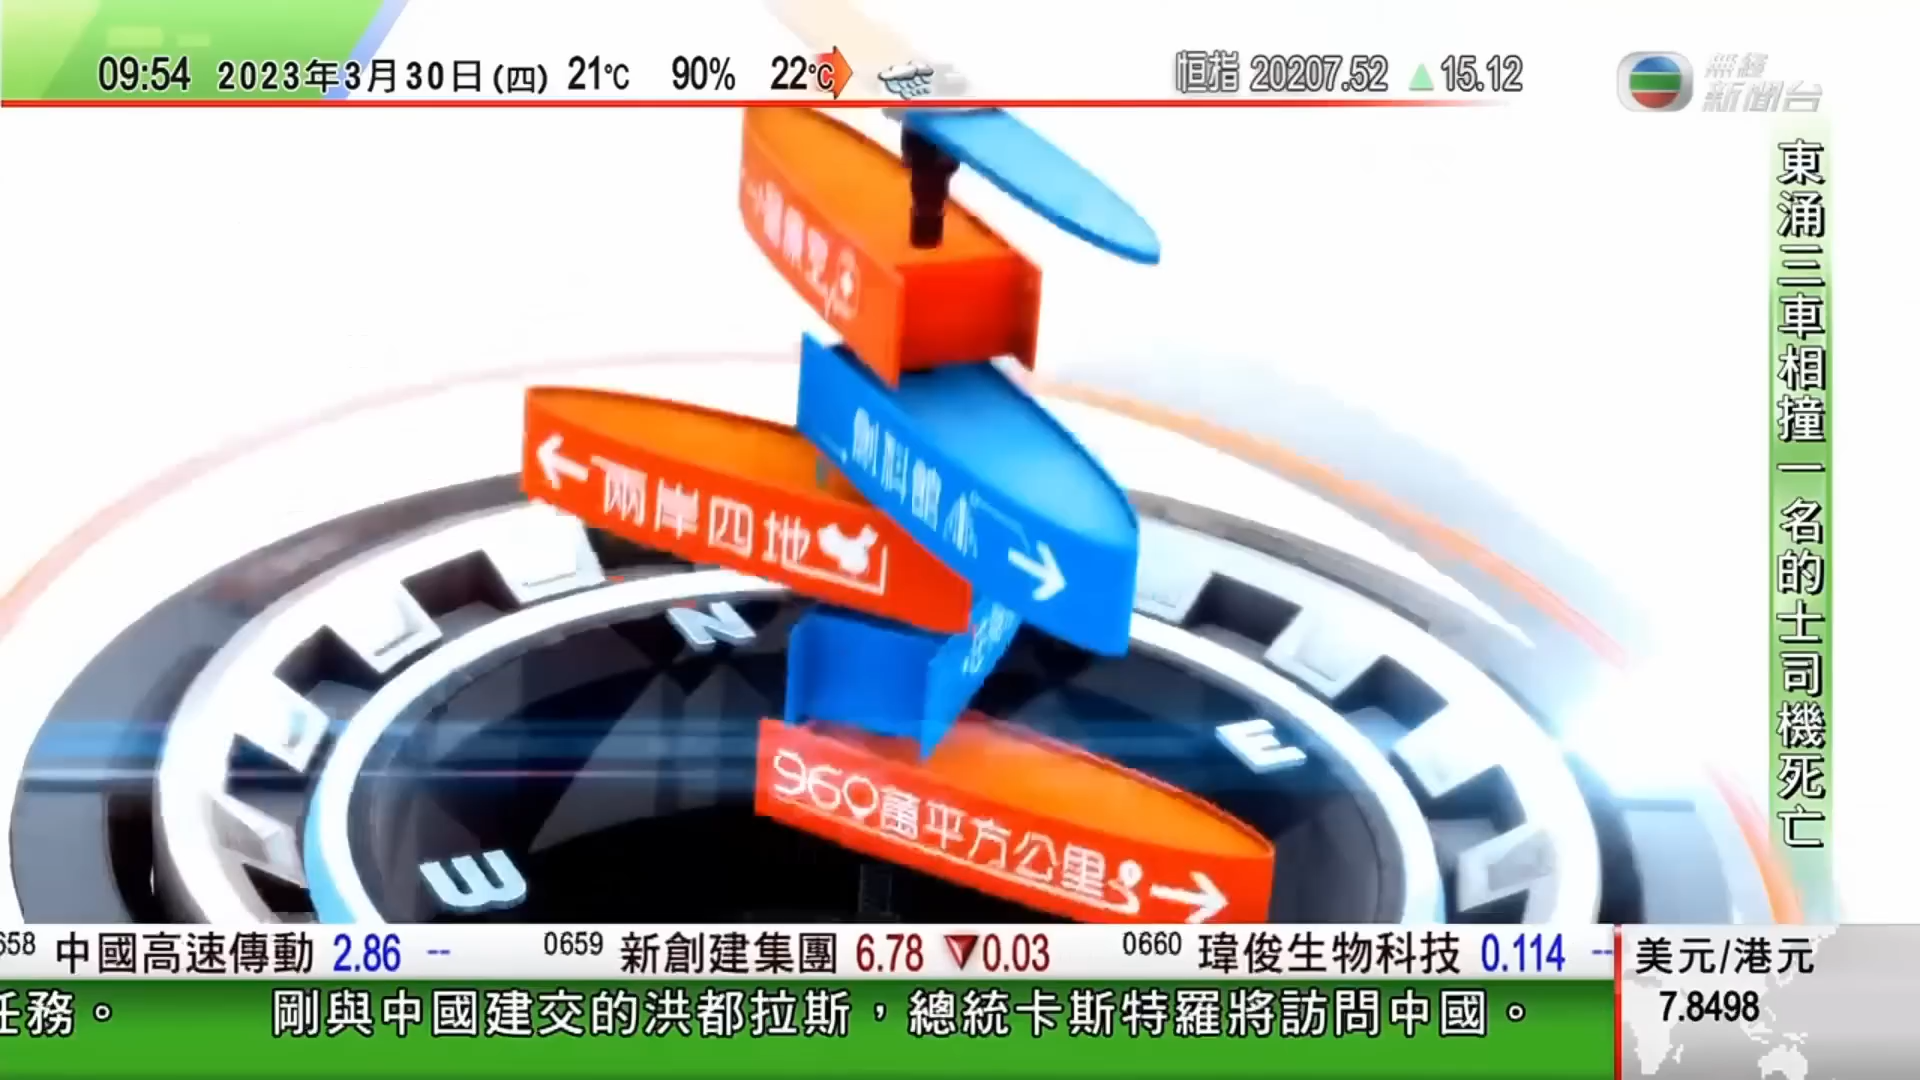 09:54 2023年3月30日(四) 21℃ 90% 22℃
恒指 20207.52 ▲15.12
無綫
新聞台
東涌三車相撞一名的士司機死亡
創科館
兩岸四地
N
E
W
960萬平方公里
658 中國高速傳動 2.86 -- 0659 新創建集團 6.78 ▼0.03 0660 瑋俊生物科技 0.114 --
美元/港元
7.8498
任務。 剛與中國建交的洪都拉斯，總統卡斯特羅將訪問中國。